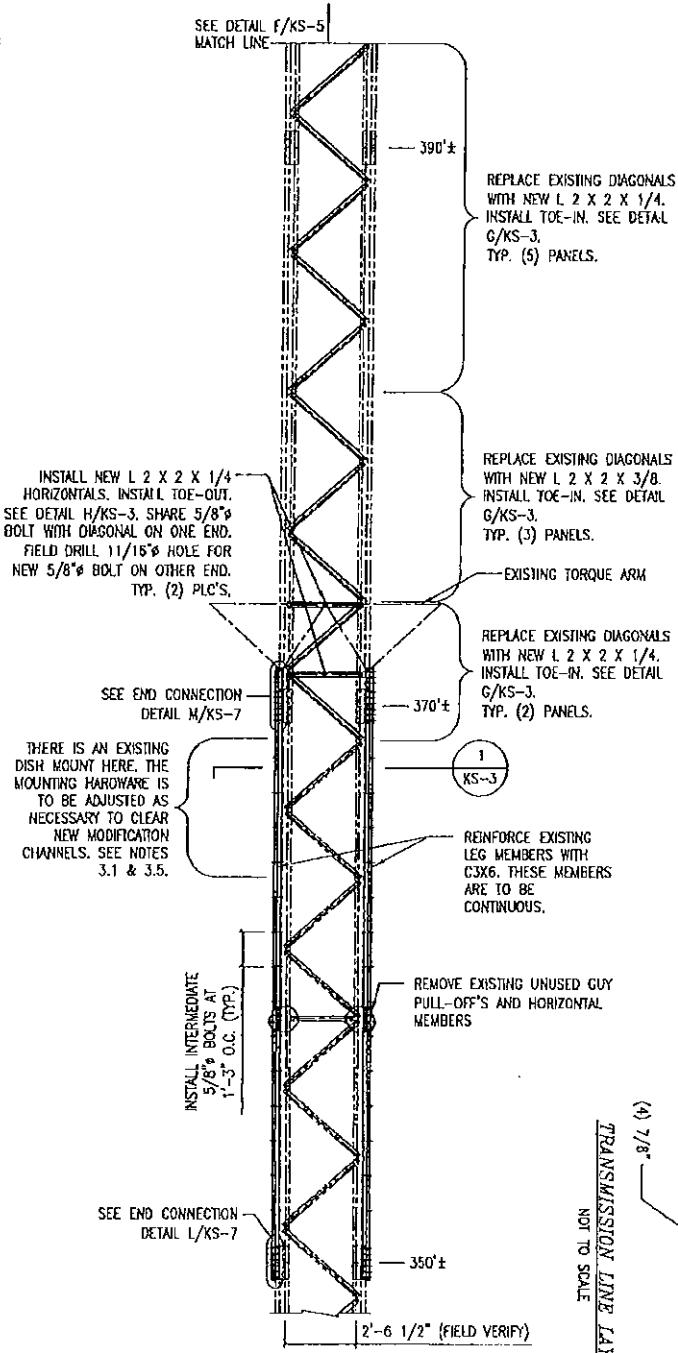 SEE DETAIL F/KS-5
MATCH LINE
390'±
REPLACE EXISTING DIAGONALS
WITH NEW L 2 X 2 X 1/4.
INSTALL TOE-IN. SEE DETAIL
G/KS-3.
TYP. (5) PANELS.
INSTALL NEW L 2 X 2 X 1/4
HORIZONTALS. INSTALL TOE-OUT.
SEE DETAIL H/KS-3. SHARE 5/8"ø
BOLT WITH DIAGONAL ON ONE END.
FIELD DRILL 11/16"ø HOLE FOR
NEW 5/8"ø BOLT ON OTHER END.
TYP. (2) PLC'S.
REPLACE EXISTING DIAGONALS
WITH NEW L 2 X 2 X 3/8.
INSTALL TOE-IN. SEE DETAIL
G/KS-3.
TYP. (3) PANELS.
EXISTING TORQUE ARM
REPLACE EXISTING DIAGONALS
WITH NEW L 2 X 2 X 1/4.
INSTALL TOE-IN. SEE DETAIL
G/KS-3.
TYP. (2) PANELS.
SEE END CONNECTION
DETAIL M/KS-7
370'±
THERE IS AN EXISTING
DISH MOUNT HERE. THE
MOUNTING HARDWARE IS
TO BE ADJUSTED AS
NECESSARY TO CLEAR
NEW MODIFICATION
CHANNELS. SEE NOTES
3.1 & 3.5.
1
KS-3
REINFORCE EXISTING
LEG MEMBERS WITH
C3X6. THESE MEMBERS
ARE TO BE
CONTINUOUS.
INSTALL INTERMEDIATE
5/8"ø BOLTS AT
1'-3" O.C. (TYP.)
REMOVE EXISTING UNUSED GUY
PULL-OFF'S AND HORIZONTAL
MEMBERS
SEE END CONNECTION
DETAIL L/KS-7
350'±
2'-6 1/2" (FIELD VERIFY)
(4) 7/8"
TRANSMISSION LINE LAY
NOT TO SCALE